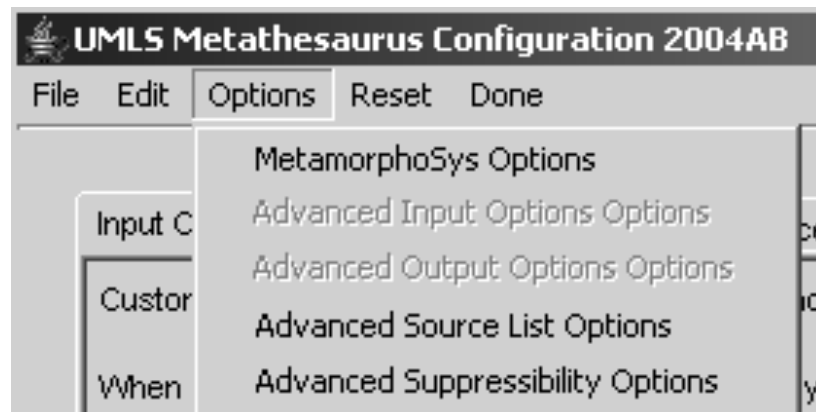 UMLS Metathesaurus Configuration 2004AB
File Edit Options Reset Done
MetamorphoSys Options
Input C
Advanced Input Options Options
Advanced Output Options Options
Custor
Advanced Source List Options
When
Advanced Suppressibility Options